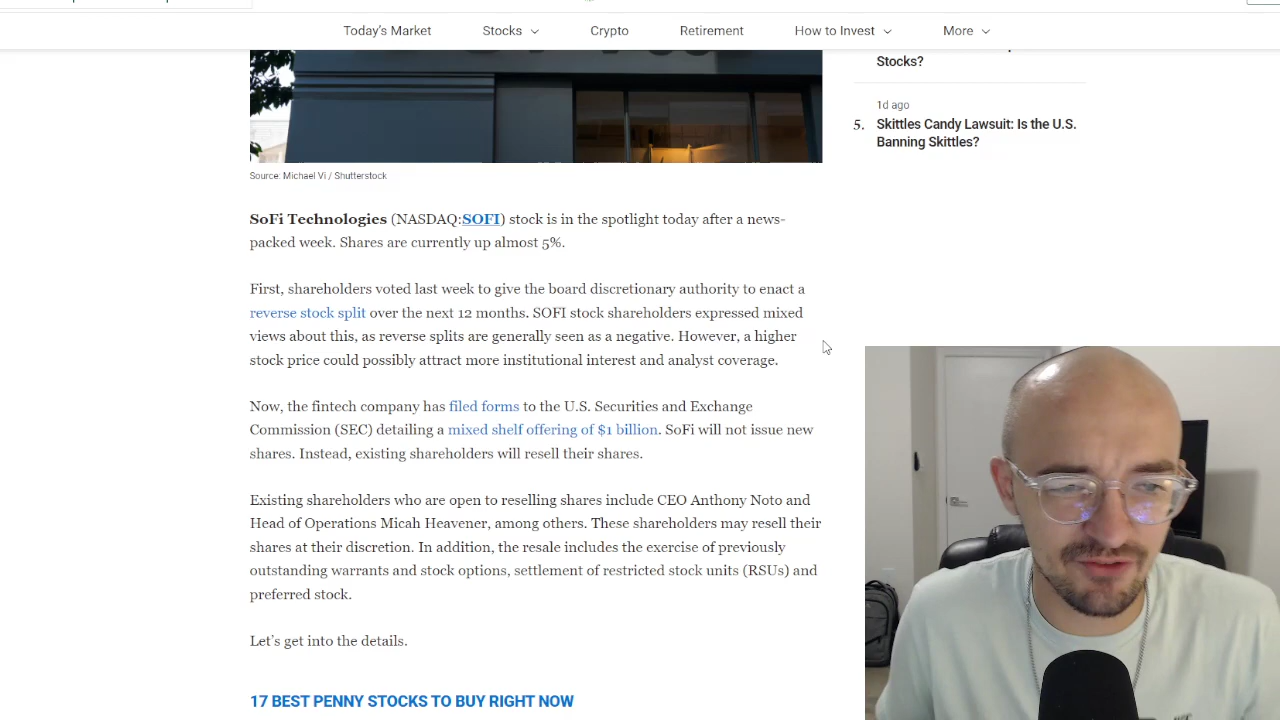 Today's Market
Stocks
Crypto
Retirement
How to Invest
More
Stocks?
1d ago
5. Skittles Candy Lawsuit: Is the U.S.
Banning Skittles?
Source: Michael Vi / Shutterstock
SoFi Technologies (NASDAQ:SOFI) stock is in the spotlight today after a news-
packed week. Shares are currently up almost 5%.
First, shareholders voted last week to give the board discretionary authority to enact a
reverse stock split over the next 12 months. SOFI stock shareholders expressed mixed
views about this, as reverse splits are generally seen as a negative. However, a higher
stock price could possibly attract more institutional interest and analyst coverage.
Now, the fintech company has filed forms to the U.S. Securities and Exchange
Commission (SEC) detailing a mixed shelf offering of $1 billion. SoFi will not issue new
shares. Instead, existing shareholders will resell their shares.
Existing shareholders who are open to reselling shares include CEO Anthony Noto and
Head of Operations Micah Heavener, among others. These shareholders may resell their
shares at their discretion. In addition, the resale includes the exercise of previously
outstanding warrants and stock options, settlement of restricted stock units (RSUs) and
preferred stock.
Let's get into the details.
17 BEST PENNY STOCKS TO BUY RIGHT NOW